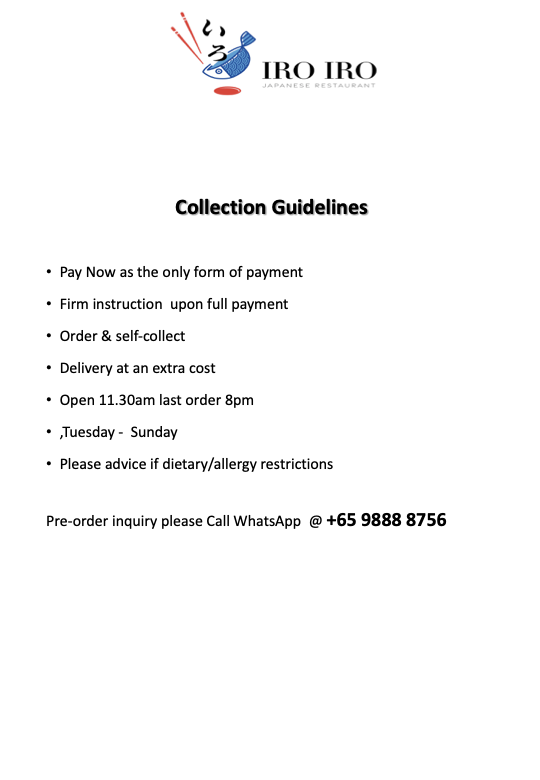 いろ
IRO IRO
JAPANESE RESTAURANT
Collection Guidelines
• Pay Now as the only form of payment
• Firm instruction  upon full payment
• Order & self-collect
• Delivery at an extra cost
• Open 11.30am last order 8pm
• ,Tuesday -  Sunday
• Please advice if dietary/allergy restrictions
Pre-order inquiry please Call WhatsApp  @ +65 9888 8756